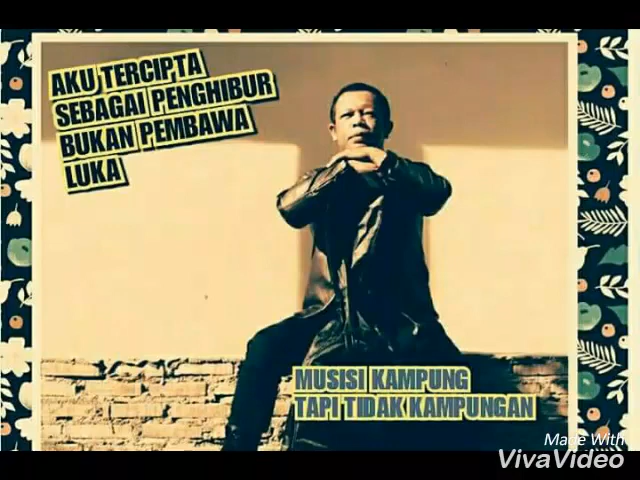 AKU TERCIPTA
SEBAGAI PENGHIBUR
BUKAN PEMBAWA
LUKA
MUSISI KAMPUNG
TAPI TIDAK KAMPUNGAN
Made With
VivaVideo